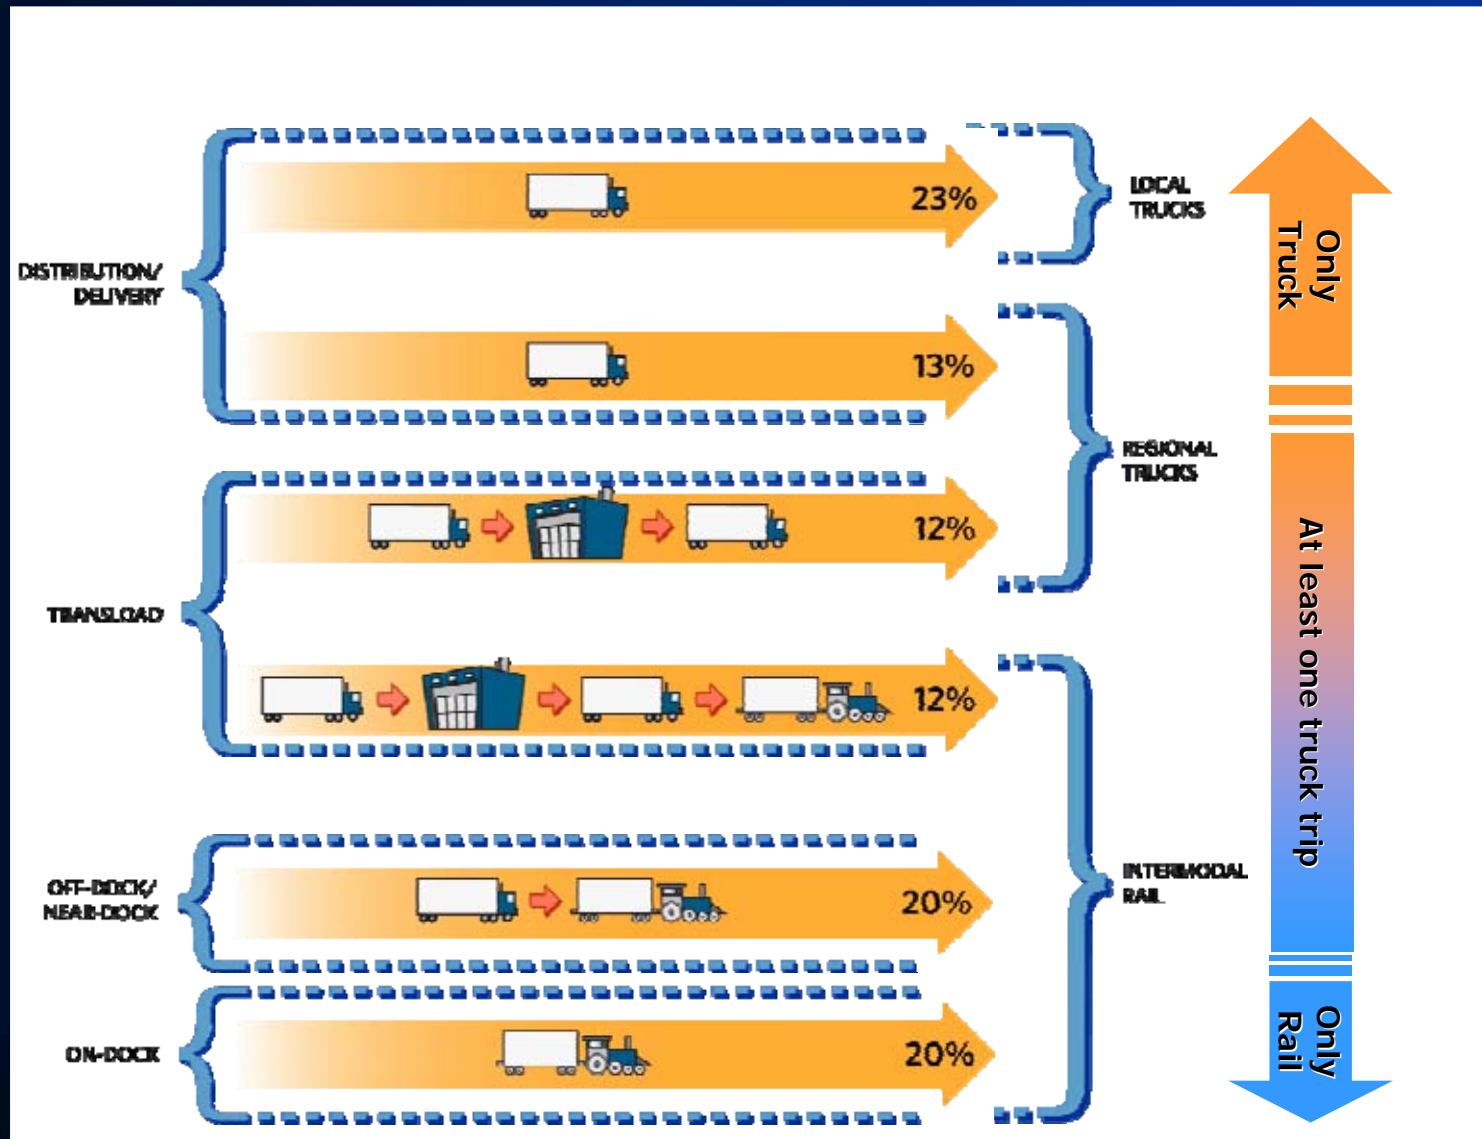 23%
LOCAL
TRUCKS
Only
Truck
DISTRIBUTION/
DELIVERY
13%
REGIONAL
TRUCKS
12%
At least one truck trip
TRANSLOAD
12%
OFF-DOCK/
NEAR-DOCK
20%
INTERMODAL
RAIL
ON-DOCK
20%
Only
Rail